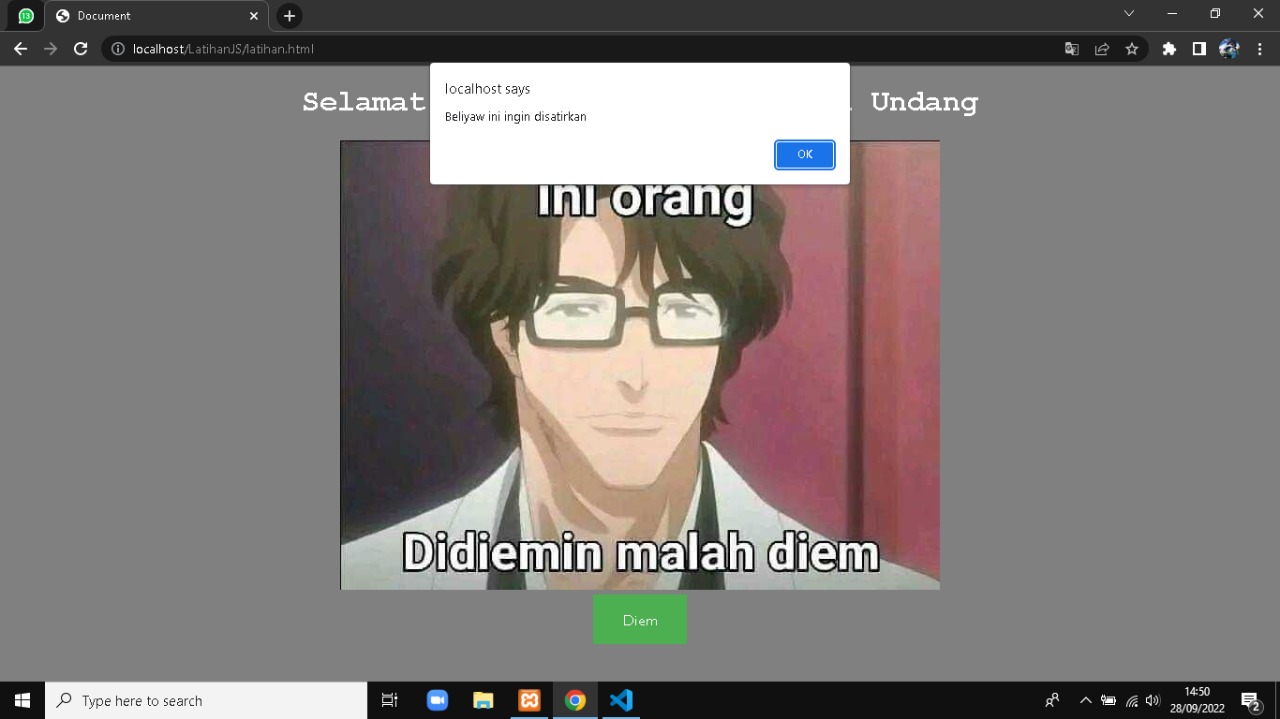 13
Document
localhost/LatihanJS/latihan.html
localhost says
Beliyaw ini ingin disatirkan
OK
Selamat Undang
ini orang
Didiemin malah diem
Diem
Type here to search
14:50
28/09/2022
2